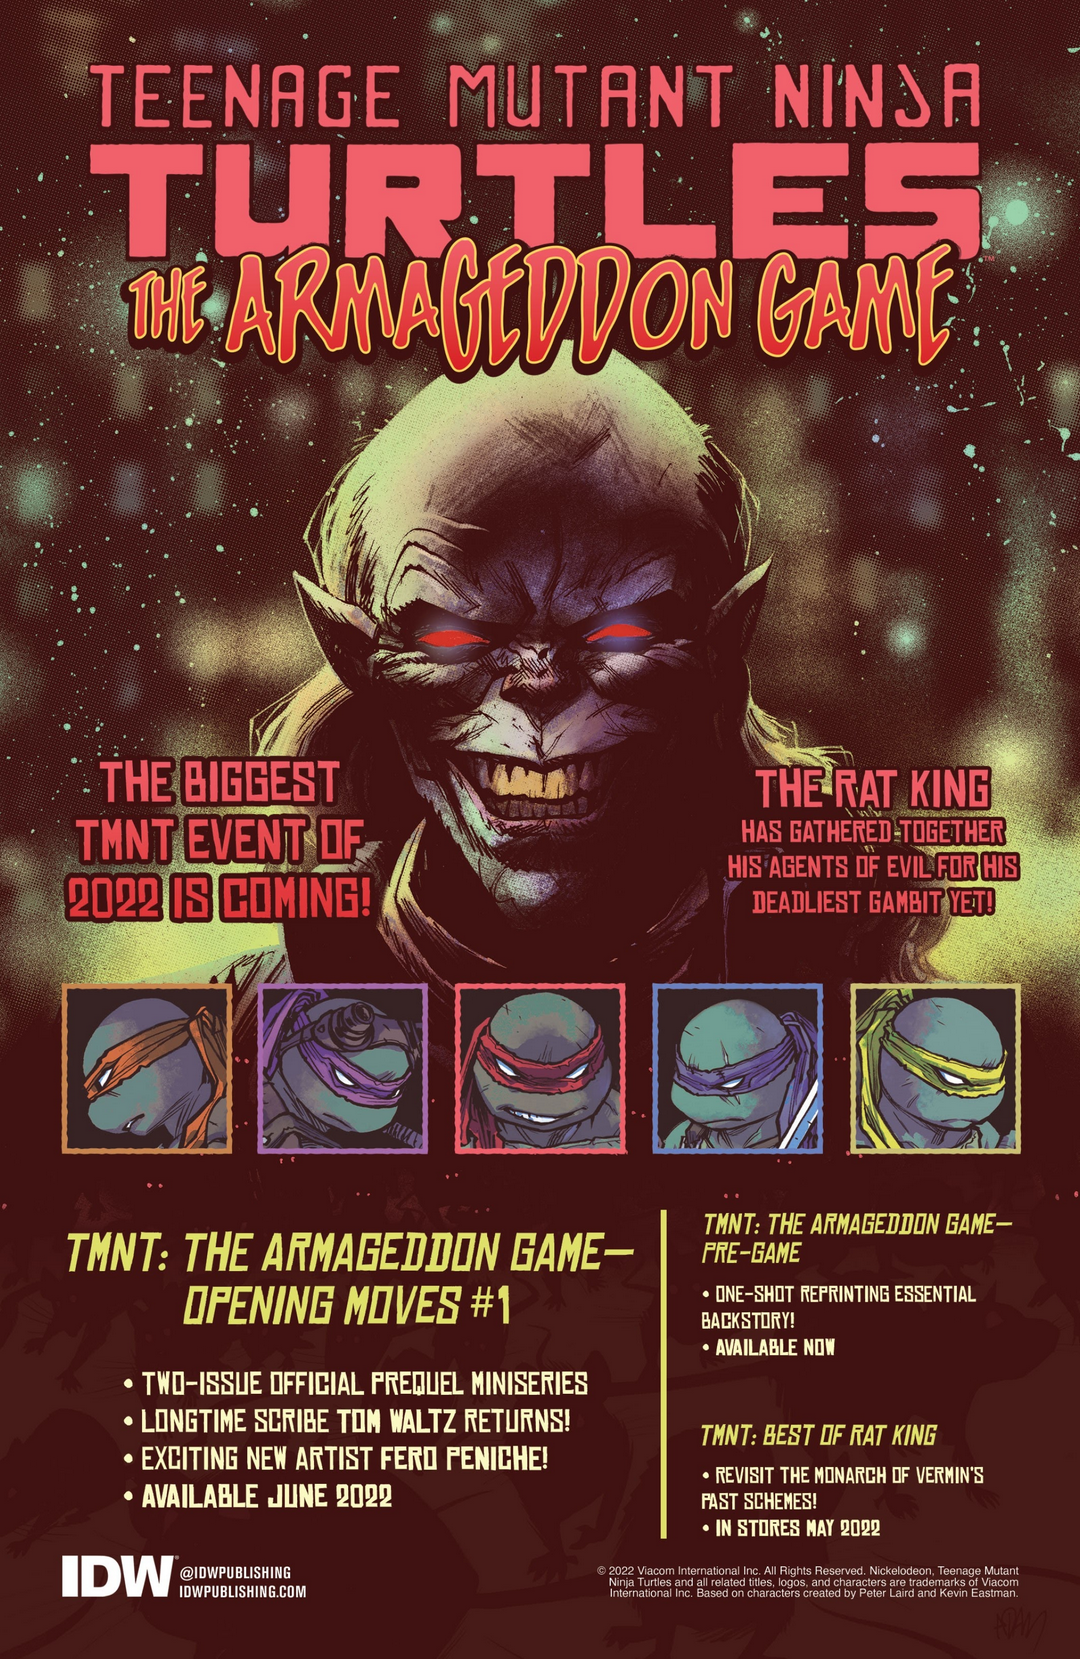 TEENAGE MUTANT NINJA
TURTLES™
THE ARMAGEDDON GAME
THE BIGGEST
TMNT EVENT OF
2022 IS COMING!
THE RAT KING
HAS GATHERED TOGETHER
HIS AGENTS OF EVIL FOR HIS
DEADLIEST GAMBIT YET!
TMNT: THE ARMAGEDDON GAME—
OPENING MOVES #1
• TWO-ISSUE OFFICIAL PREQUEL MINISERIES
• LONGTIME SCRIBE TOM WALTZ RETURNS!
• EXCITING NEW ARTIST FERO PENICHE!
• AVAILABLE JUNE 2022
TMNT: THE ARMAGEDDON GAME—
PRE-GAME
• ONE-SHOT REPRINTING ESSENTIAL
BACKSTORY!
• AVAILABLE NOW
TMNT: BEST OF RAT KING
• REVISIT THE MONARCH OF VERMIN'S
PAST SCHEMES!
• IN STORES MAY 2022
IDW®
@IDWPUBLISHING
IDWPUBLISHING.COM
© 2022 Viacom International Inc. All Rights Reserved. Nickelodeon, Teenage Mutant
Ninja Turtles and all related titles, logos, and characters are trademarks of Viacom
International Inc. Based on characters created by Peter Laird and Kevin Eastman.